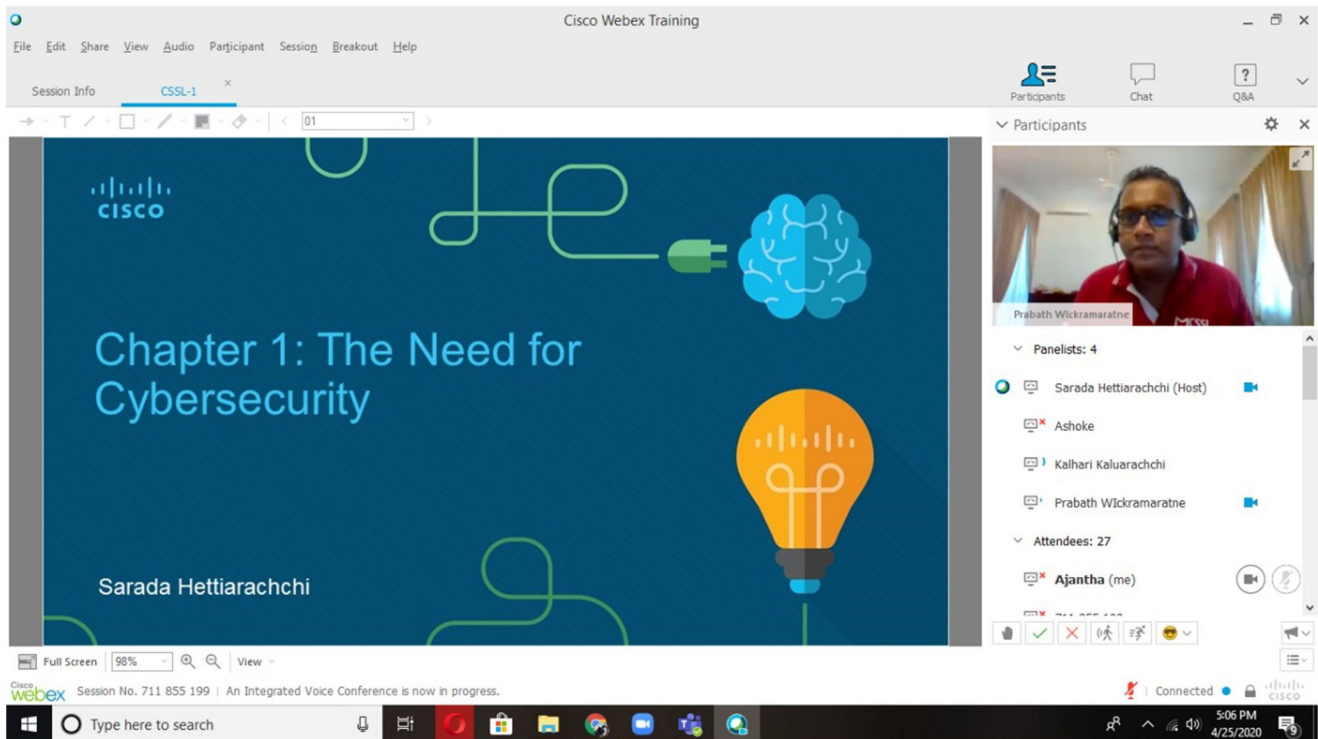 Cisco Webex Training
File Edit Share View Audio Participant Session Breakout Help
Session Info
CSSL-1
Participants
Chat
Q&A
01
Participants
CISCO
Chapter 1: The Need for
Cybersecurity
Sarada Hettiarachchi
Prabath Wickramaratne
Panelists: 4
Sarada Hettiarachchi (Host)
Ashoke
Kalhari Kaluarachchi
Prabath WIckramaratne
Attendees: 27
Ajantha (me)
Full Screen 98% View
Cisco
webex Session No. 711 855 199 | An Integrated Voice Conference is now in progress.
Connected
CISCO
Type here to search
5:06 PM
4/25/2020
9